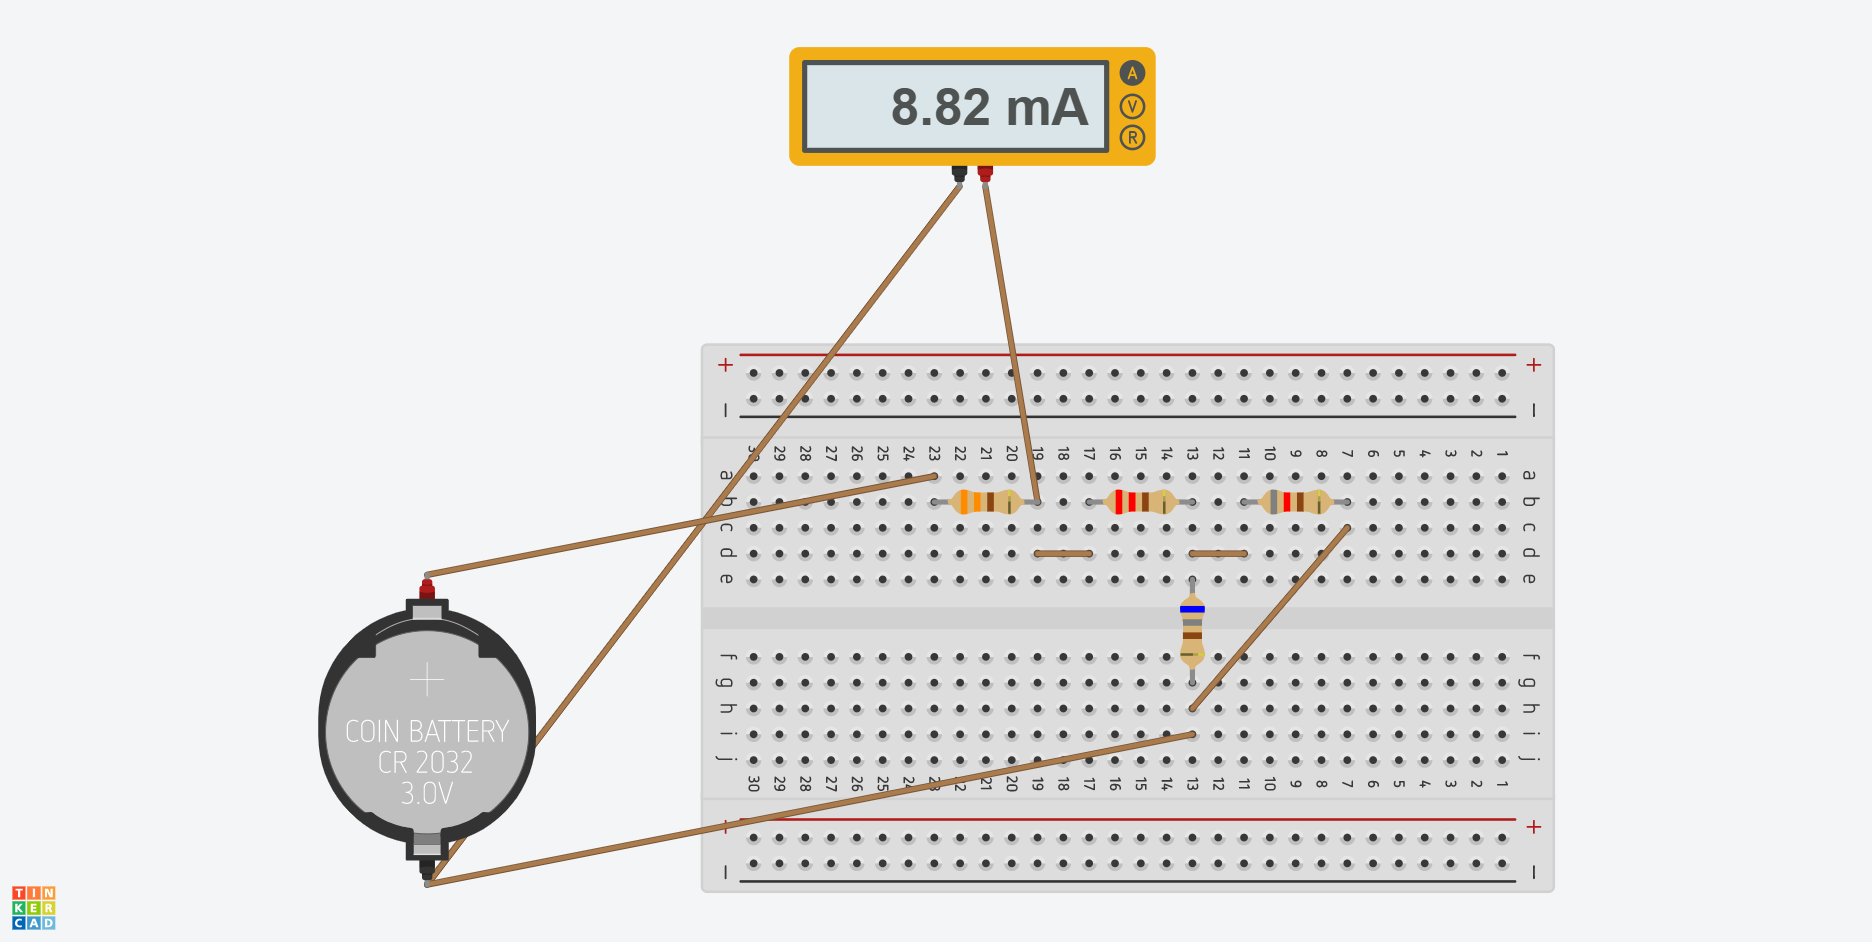 8.82 mA
A
V
R
+ +
– –
30 29 28 27 26 25 24 23 22 21 20 19 18 17 16 15 14 13 12 11 10 9 8 7 6 5 4 3 2 1
a a
b b
c c
d d
e e
f f
g g
h h
i i
j j
30 29 28 27 26 25 24 23 22 21 20 19 18 17 16 15 14 13 12 11 10 9 8 7 6 5 4 3 2 1
+ +
– –
+
COIN BATTERY
CR 2032
3.0V
TIN
KER
CAD